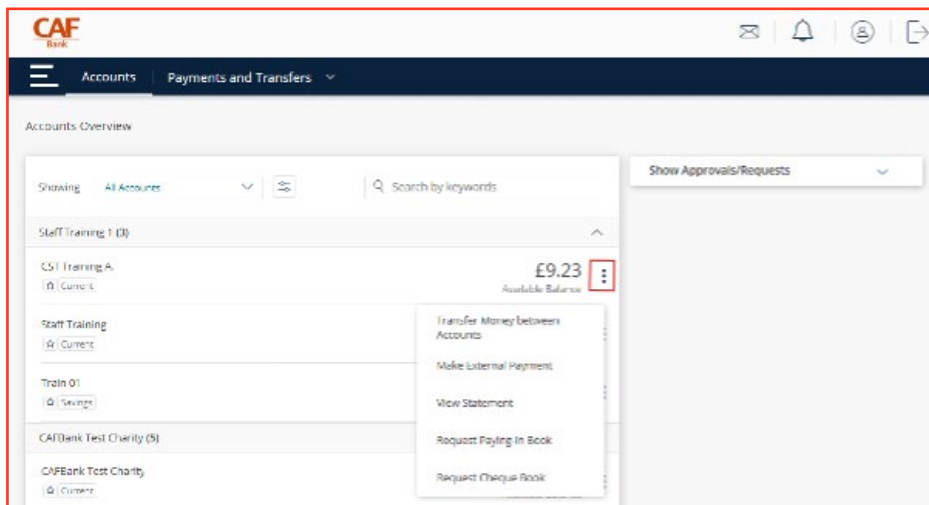 CAF
Bank
Accounts
Payments and Transfers
Accounts Overview
Showing All Accounts
Search by keywords
Show Approvals/Requests
Staff Training 1 (3)
CST Training A.
£9.23
Current
Available Balance
Transfer Money between
Accounts
Staff Training
Current
Make External Payment
Train 01
Savings
View Statement
CAFBank Test Charity (5)
Request Paying-In Book
CAFBank Test Charity
Request Cheque Book
Current